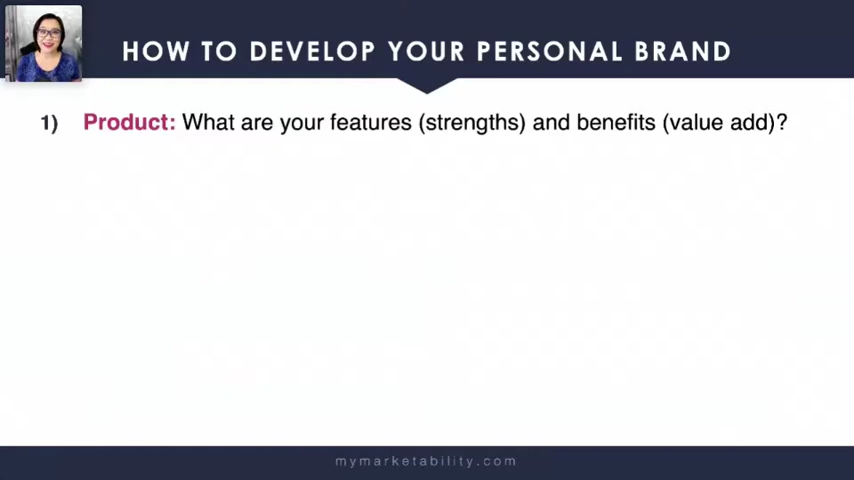 HOW TO DEVELOP YOUR PERSONAL BRAND
1) Product: What are your features (strengths) and benefits (value add)?
mymarketability.com